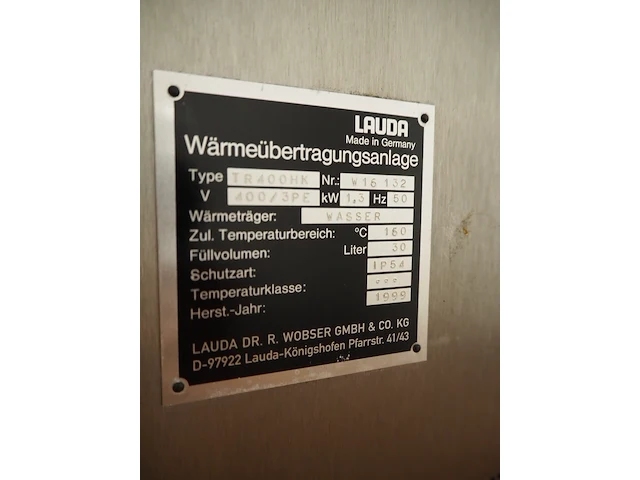 LAUDA
Made in Germany
Wärmeübertragungsanlage
Type TR400HK Nr.: W16 132
V 400/3PE kW 1,3 Hz 50
Wärmeträger: WASSER
Zul. Temperaturbereich: °C 160
Füllvolumen: Liter 30
Schutzart: IP54
Temperaturklasse: ---
Herst.-Jahr: 1999
LAUDA DR. R. WOBSER GMBH & CO. KG
D-97922 Lauda-Königshofen Pfarrstr. 41/43